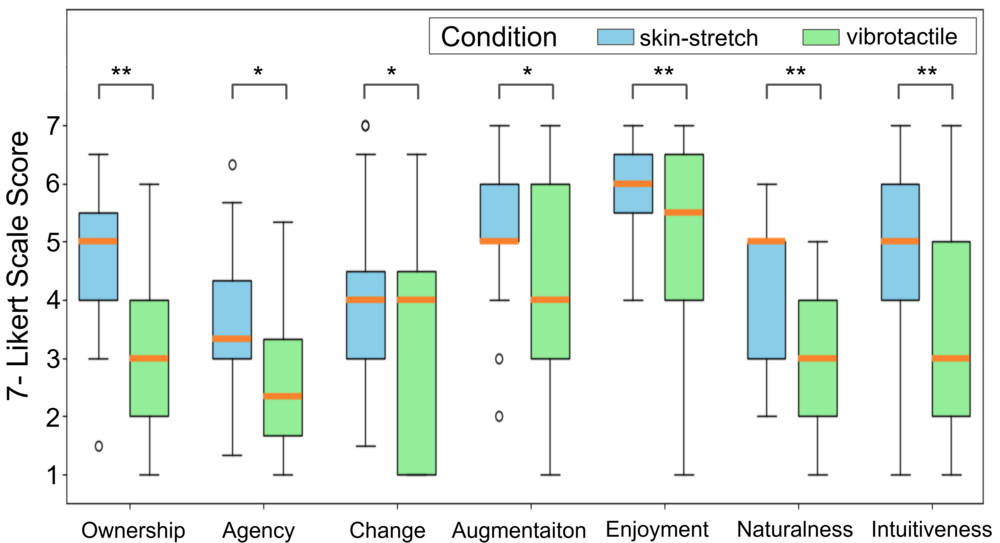 Condition skin-stretch vibrotactile
** * * * ** ** **
7- Likert Scale Score
7
6
5
4
3
2
1
Ownership Agency Change Augmentaiton Enjoyment Naturalness Intuitiveness